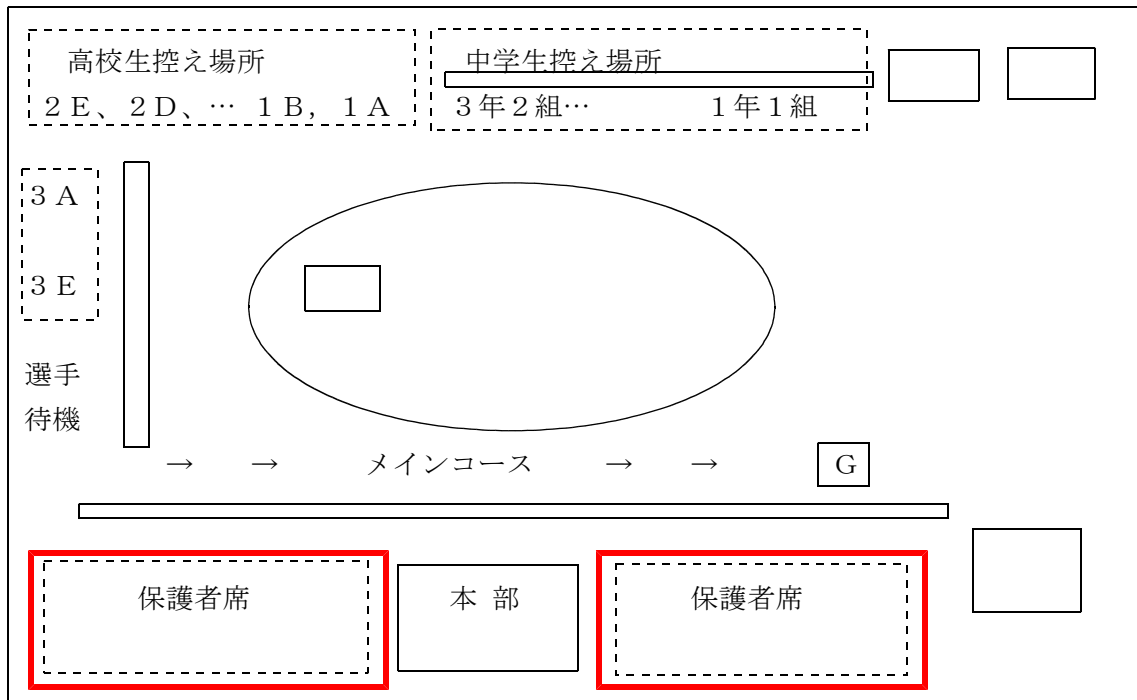 高校生控え場所
２Ｅ、２Ｄ、… １Ｂ，１Ａ
中学生控え場所
３年２組… １年１組
３Ａ
３Ｅ
選手
待機
→ → メインコース → → Ｇ
保護者席
本 部
保護者席